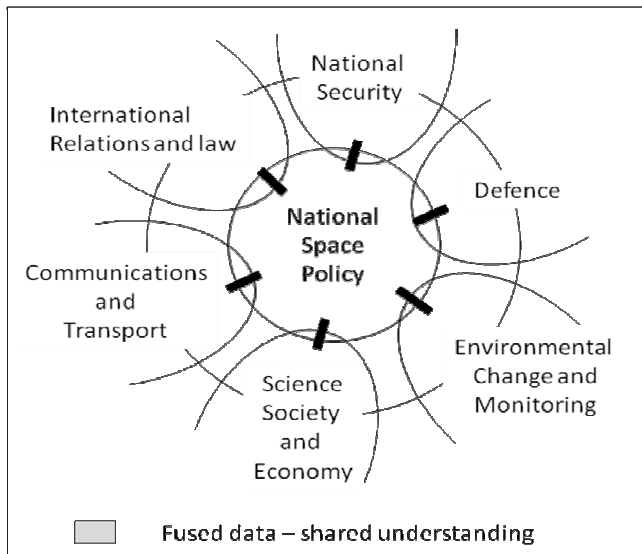 National
Security
International
Relations and law
Defence
National
Space
Policy
Communications
and
Transport
Environmental
Change and
Monitoring
Science
Society
and
Economy
Fused data – shared understanding